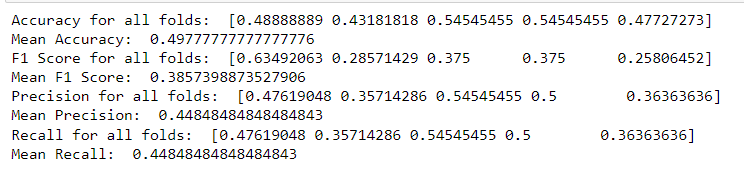 Accuracy for all folds:  [0.48888889 0.43181818 0.54545455 0.54545455 0.47727273]
Mean Accuracy:  0.49777777777777776
F1 Score for all folds:  [0.63492063 0.28571429 0.375      0.375      0.25806452]
Mean F1 Score:  0.3857398873527906
Precision for all folds:  [0.47619048 0.35714286 0.54545455 0.5        0.36363636]
Mean Precision:  0.44848484848484843
Recall for all folds:  [0.47619048 0.35714286 0.54545455 0.5        0.36363636]
Mean Recall:  0.44848484848484843